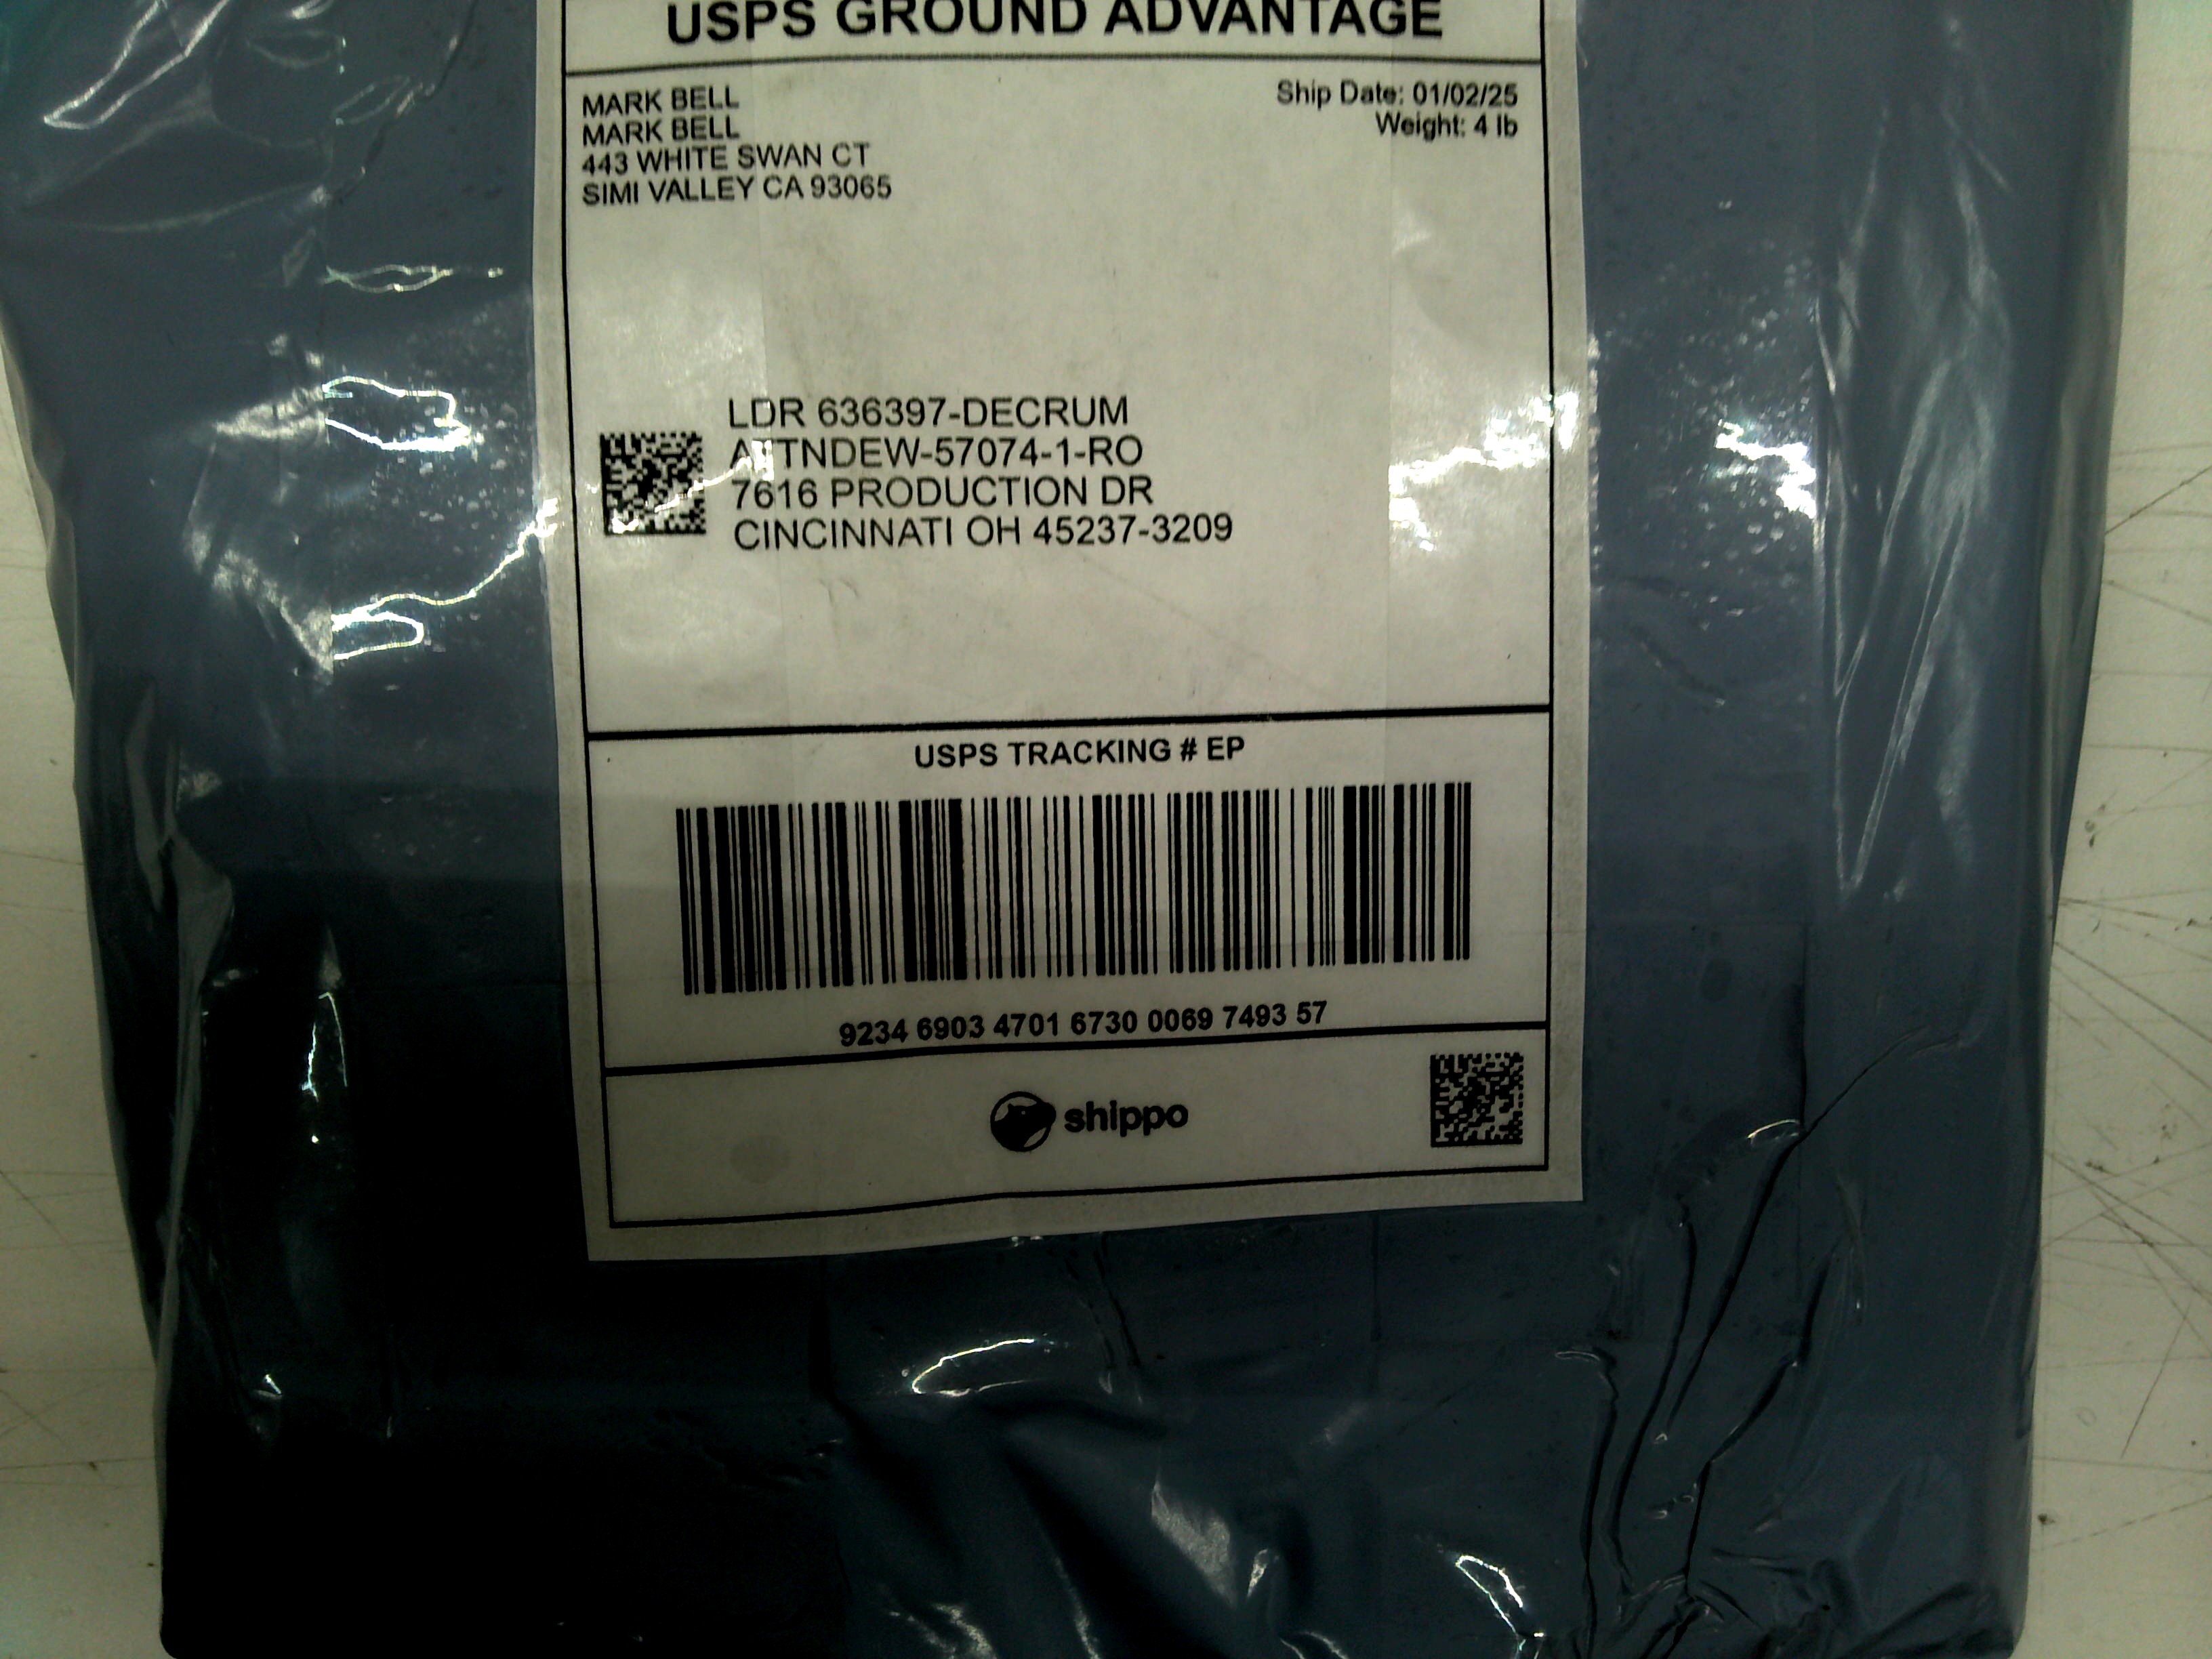 USPS GROUND ADVANTAGE
MARK BELL
MARK BELL
443 WHITE SWAN CT
SIMI VALLEY CA 93065
Ship Date: 01/02/25
Weight: 4 lb
LDR 636397-DECRUM
ATTNDEW-57074-1-RO
7616 PRODUCTION DR
CINCINNATI OH 45237-3209
USPS TRACKING # EP
9234 6903 4701 6730 0069 7493 57
shippo